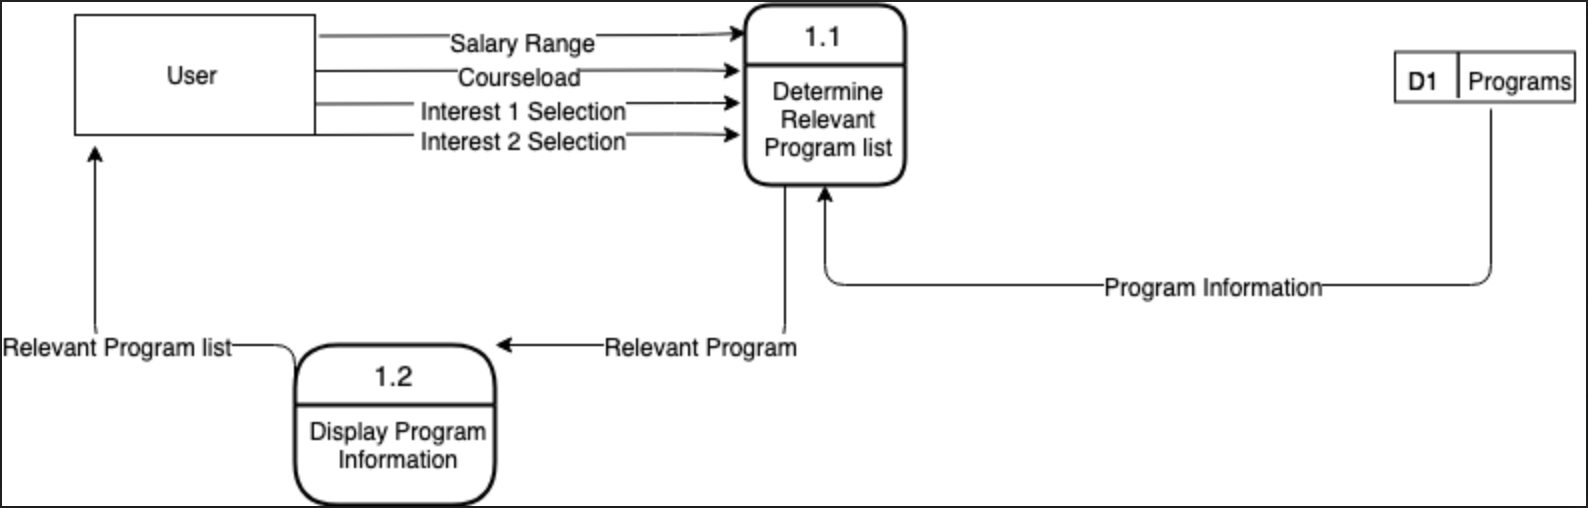 User
Salary Range
Courseload
Interest 1 Selection
Interest 2 Selection
1.1
Determine
Relevant
Program list
D1 Programs
Program Information
Relevant Program list
Relevant Program
1.2
Display Program
Information